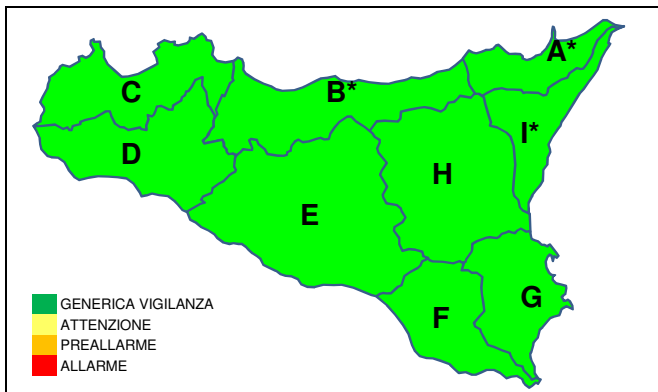 A*
C
B*
I*
D
H
E
G
F
GENERICA VIGILANZA
ATTENZIONE
PREALLARME
ALLARME